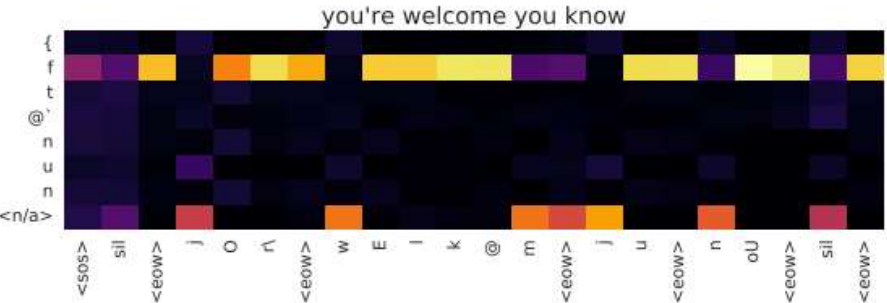 you're welcome you know
{
f
t
@`
n
u
n
<n/a>
<sos>
sil
<eow>
j
O
r\
<eow>
w
E
l
k
@
m
<eow>
j
u
<eow>
n
oU
<eow>
sil
<eow>